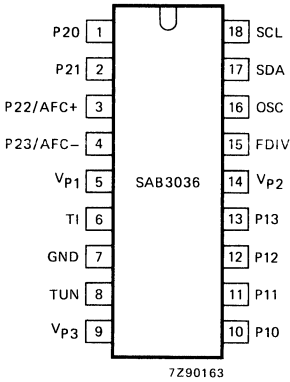 P20 1 18 SCL
P21 2 17 SDA
P22/AFC+ 3 16 OSC
P23/AFC− 4 15 FDIV
VP1 5 SAB3036 14 VP2
TI 6 13 P13
GND 7 12 P12
TUN 8 11 P11
VP3 9 10 P10
7Z90163